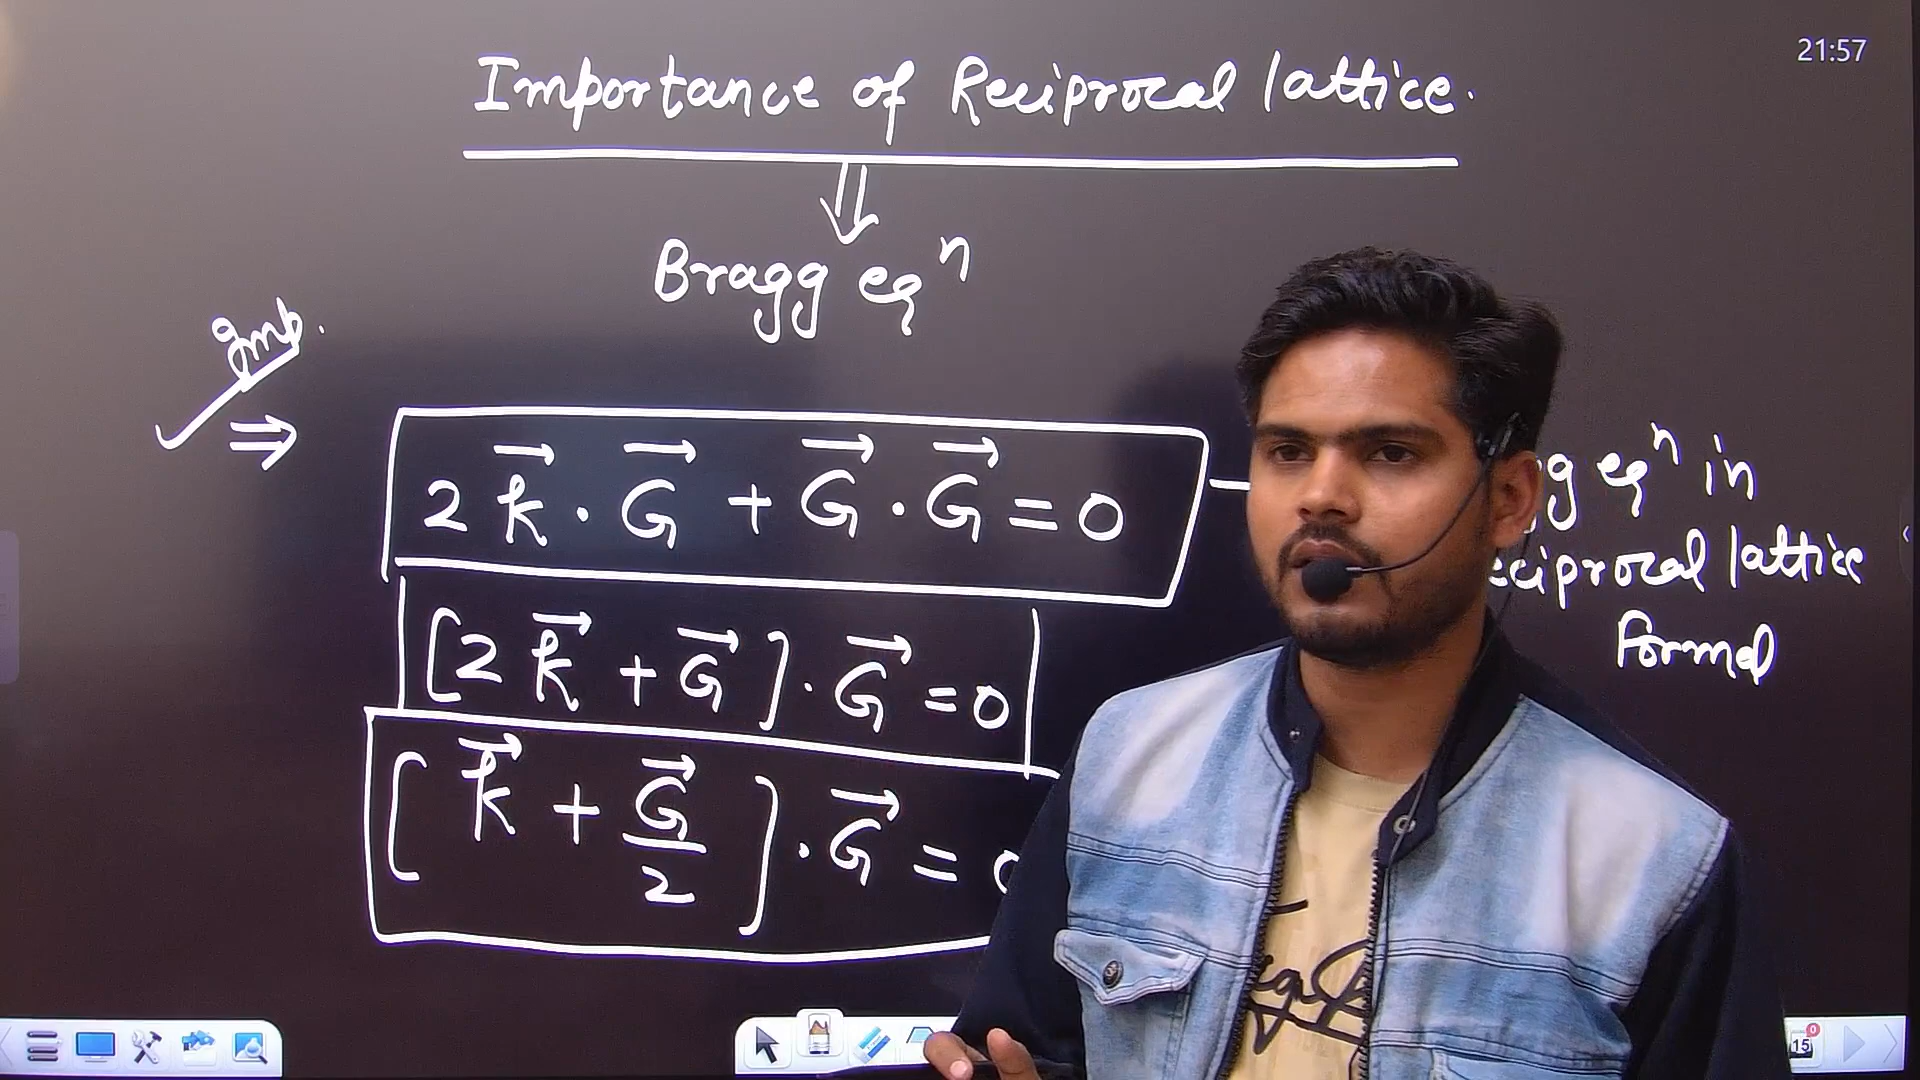 21:57
Importance of Reciprocal lattice.
⇓
Bragg eqⁿ
Imp.
⇒ 2 k⃗ · G⃗ + G⃗ · G⃗ = 0
eqⁿ in
lattice
formed
[2 k⃗ + G⃗] · G⃗ = 0
[k⃗ + G⃗/2] · G⃗ =
15
0